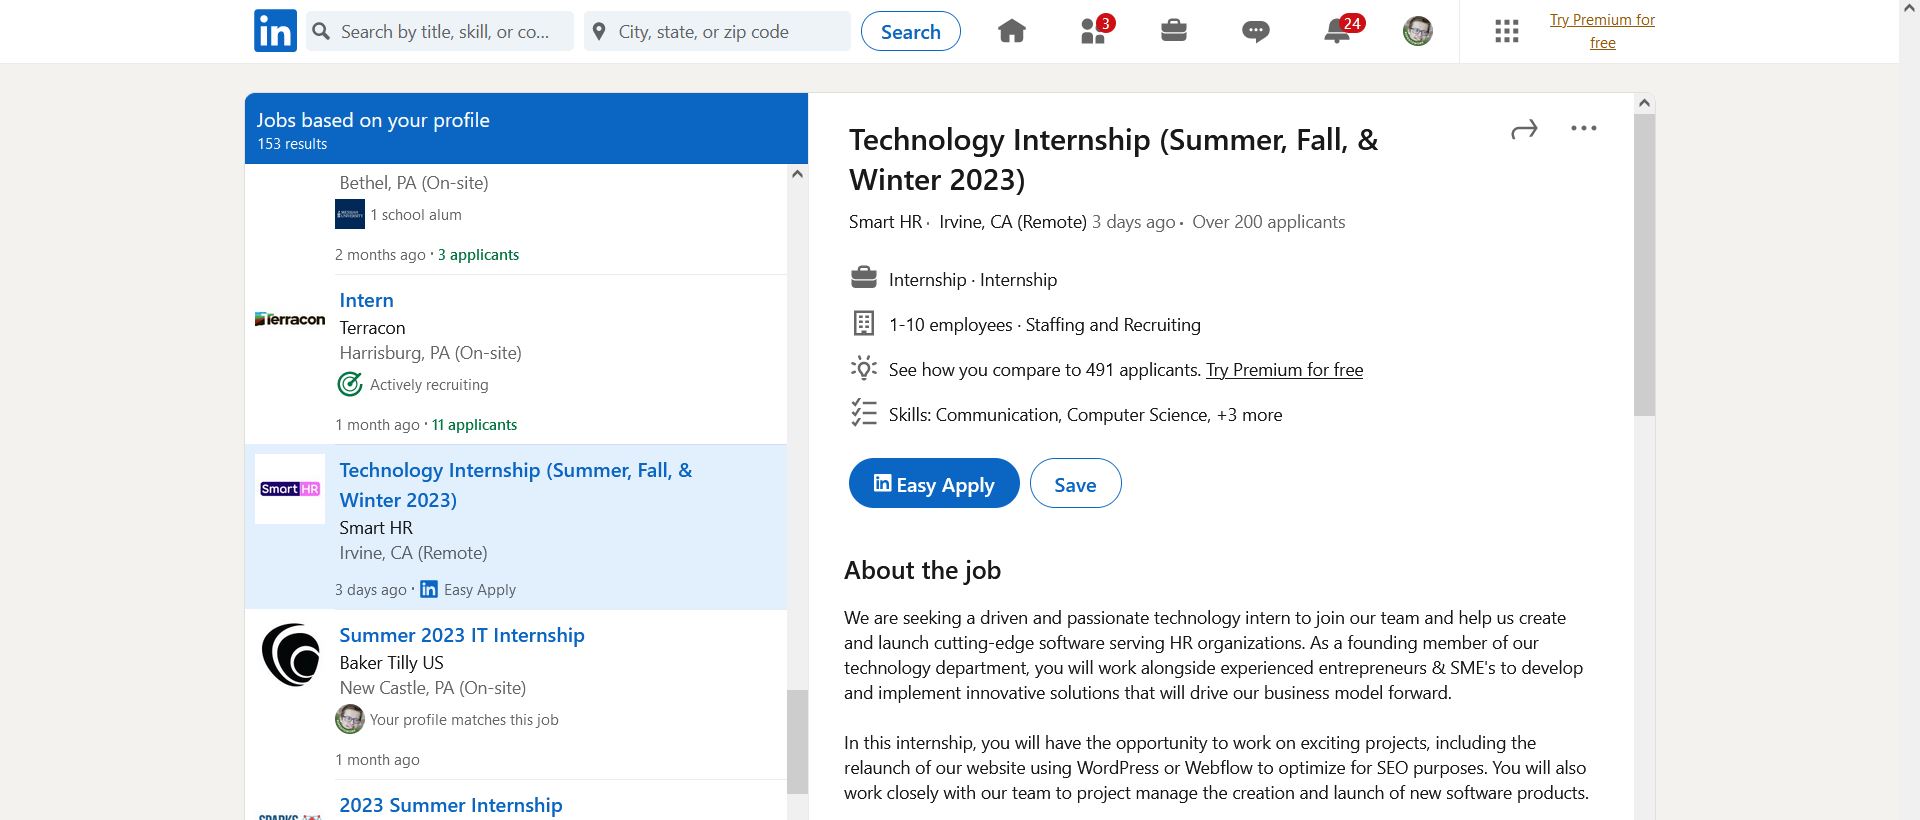 in
Search by title, skill, or co...
City, state, or zip code
Search
3
24
Try Premium for
free
Jobs based on your profile
153 results
Bethel, PA (On-site)
1 school alum
2 months ago · 3 applicants
Terracon
Intern
Terracon
Harrisburg, PA (On-site)
Actively recruiting
1 month ago · 11 applicants
Smart HR
Technology Internship (Summer, Fall, &
Winter 2023)
Smart HR
Irvine, CA (Remote)
3 days ago · in Easy Apply
Summer 2023 IT Internship
Baker Tilly US
New Castle, PA (On-site)
Your profile matches this job
1 month ago
2023 Summer Internship
Technology Internship (Summer, Fall, &
Winter 2023)
Smart HR · Irvine, CA (Remote) 3 days ago · Over 200 applicants
Internship · Internship
1-10 employees · Staffing and Recruiting
See how you compare to 491 applicants. Try Premium for free
Skills: Communication, Computer Science, +3 more
in Easy Apply
Save
About the job
We are seeking a driven and passionate technology intern to join our team and help us create
and launch cutting-edge software serving HR organizations. As a founding member of our
technology department, you will work alongside experienced entrepreneurs & SME's to develop
and implement innovative solutions that will drive our business model forward.
In this internship, you will have the opportunity to work on exciting projects, including the
relaunch of our website using WordPress or Webflow to optimize for SEO purposes. You will also
work closely with our team to project manage the creation and launch of new software products.